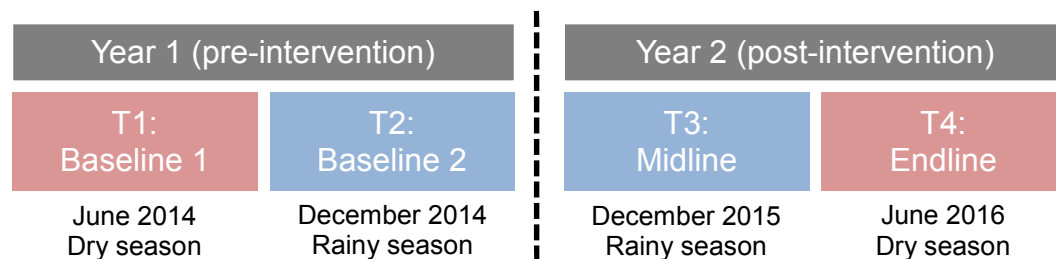 Year 1 (pre-intervention)
Year 2 (post-intervention)
T1:
Baseline 1
T2:
Baseline 2
T3:
Midline
T4:
Endline
June 2014
Dry season
December 2014
Rainy season
December 2015
Rainy season
June 2016
Dry season